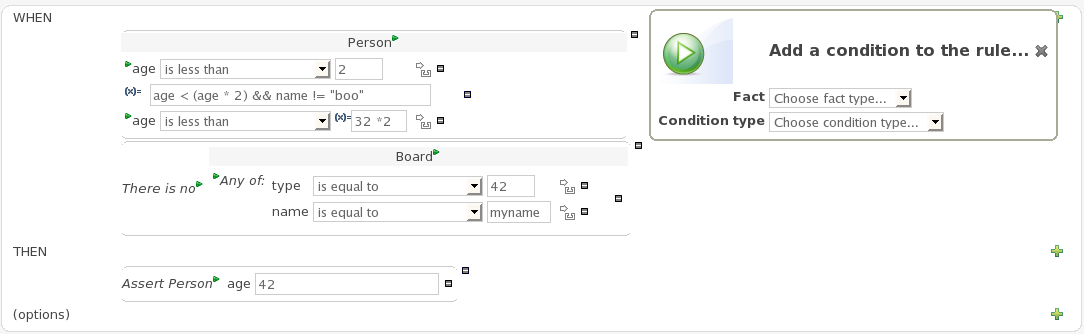 WHEN
Person
age is less than 2
(x)= age < (age * 2) && name != "boo"
age is less than (x)= 32 *2
Board
There is no Any of: type is equal to 42
name is equal to myname
Add a condition to the rule...
Fact Choose fact type...
Condition type Choose condition type...
THEN
Assert Person age 42
(options)